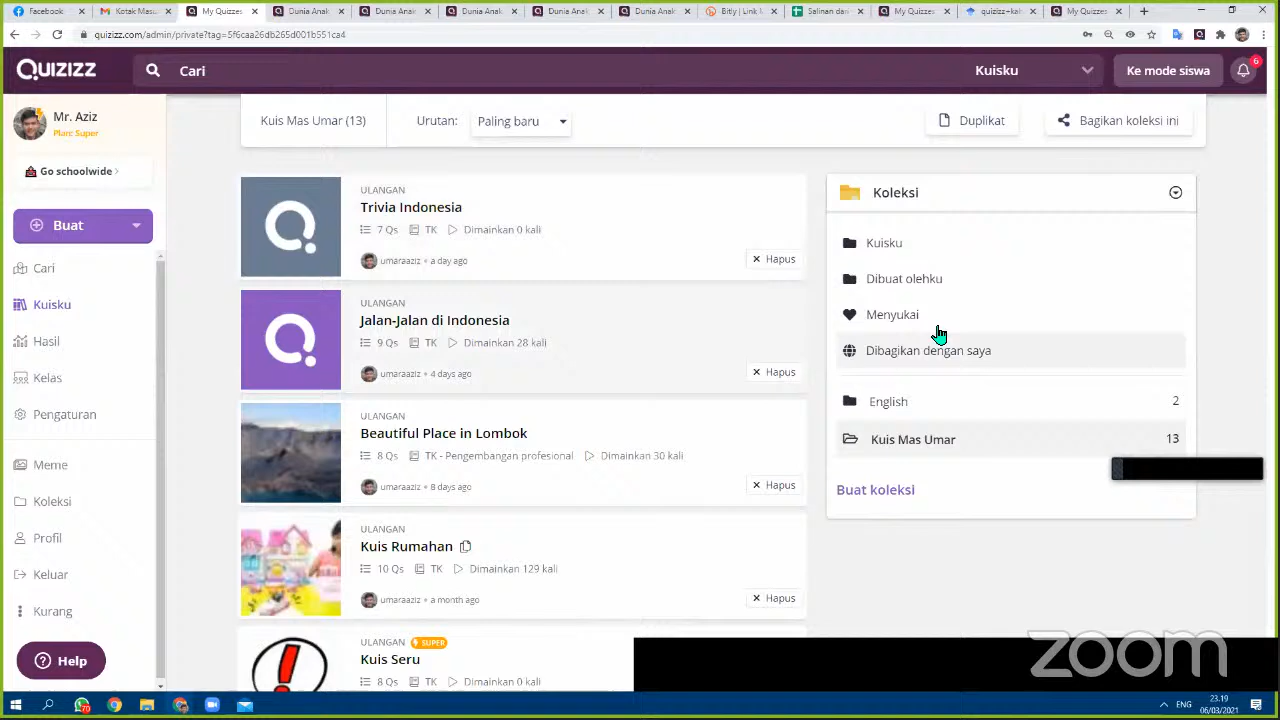 Facebook
Kotak Masu
My Quizzes
Dunia Anak
Dunia Anak
Dunia Anak
Dunia Anak
Dunia Anak
Bitly | Link M
Salinan dari
My Quizzes
quizizz+kah
My Quizzes
quizizz.com/admin/private?tag=5f6caa26db265d001b551ca4
QUIZIZZ
Cari
Kuisku
Ke mode siswa
6
Mr. Aziz
Plarc Super
Go schoolwide
Buat
Cari
Kuisku
Hasil
Kelas
Pengaturan
Meme
Koleksi
Profil
Keluar
Kurang
Help
Kuis Mas Umar (13)
Urutan:
Paling baru
Duplikat
Bagikan koleksi ini
ULANGAN
Trivia Indonesia
7 Qs TK Dimainkan 0 kali
umaraaziz • a day ago
Hapus
ULANGAN
Jalan-Jalan di Indonesia
9 Qs TK Dimainkan 28 kali
umaraaziz • 4 days ago
Hapus
ULANGAN
Beautiful Place in Lombok
8 Qs TK - Pengembangan profesional Dimainkan 30 kali
umaraaziz • 8 days ago
Hapus
ULANGAN
Kuis Rumahan
10 Qs TK Dimainkan 129 kali
umaraaziz • a month ago
Hapus
ULANGAN SUPER
Kuis Seru
8 Qs TK Dimainkan 0 kali
Koleksi
Kuisku
Dibuat olehku
Menyukai
Dibagikan dengan saya
English 2
Kuis Mas Umar 13
Buat koleksi
zoom
ENG
23.19
06/03/2021